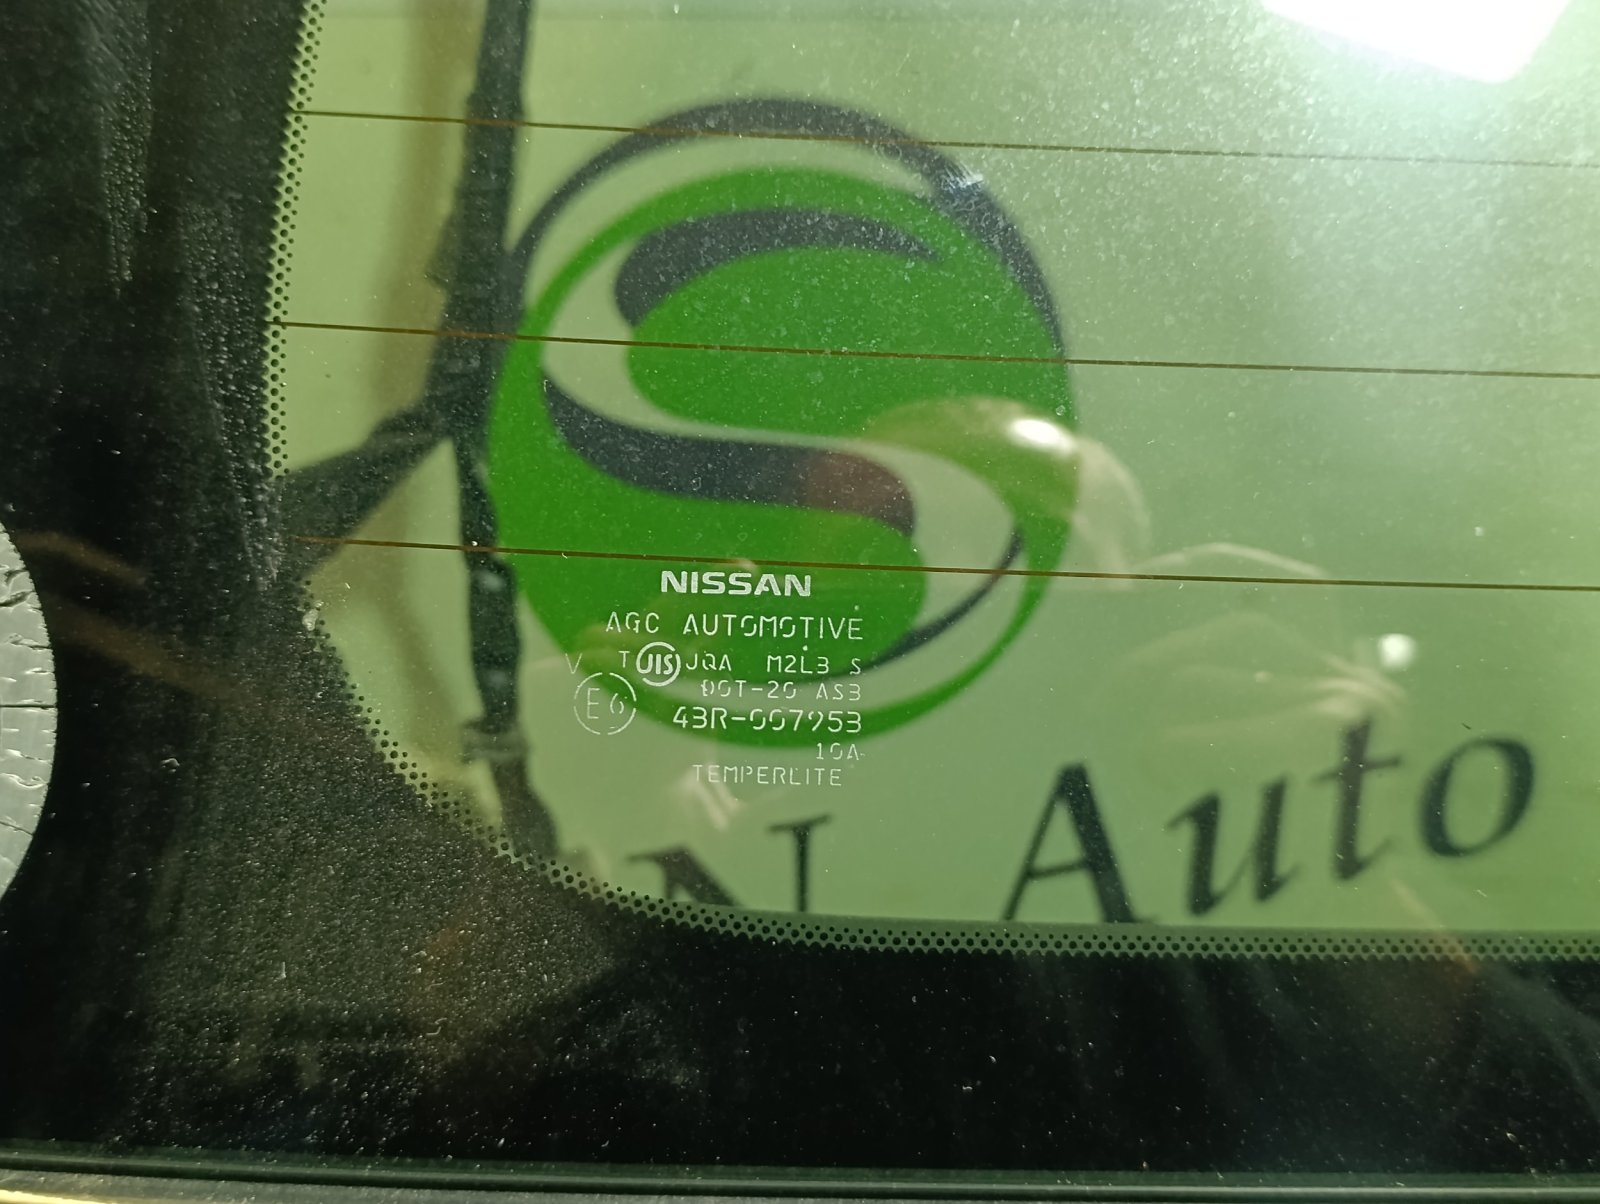 NISSAN
AGC AUTOMOTIVE
V T JIS JQA M2L3 S
DOT-20 AS3
E6 43R-007953
10A
TEMPERLITE
N Auto